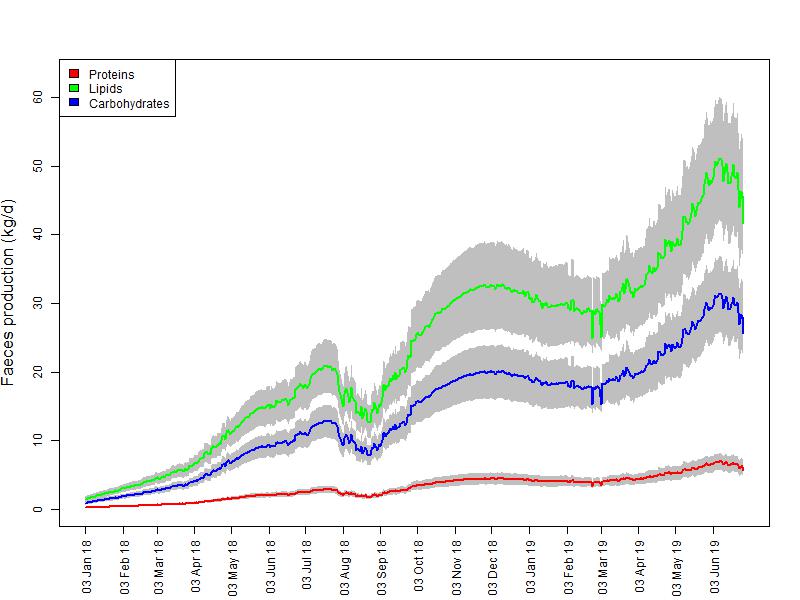 Proteins
Lipids
Carbohydrates
Faeces production (kg/d)
60
50
40
30
20
10
0
03 Jan 18
03 Feb 18
03 Mar 18
03 Apr 18
03 May 18
03 Jun 18
03 Jul 18
03 Aug 18
03 Sep 18
03 Oct 18
03 Nov 18
03 Dec 18
03 Jan 19
03 Feb 19
03 Mar 19
03 Apr 19
03 May 19
03 Jun 19